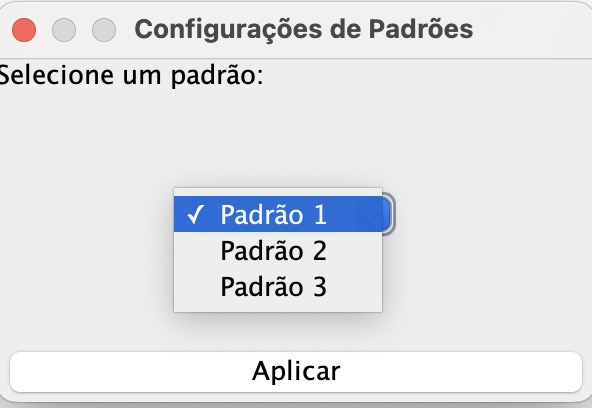 Configurações de Padrões
Selecione um padrão:
✓ Padrão 1
Padrão 2
Padrão 3
Aplicar